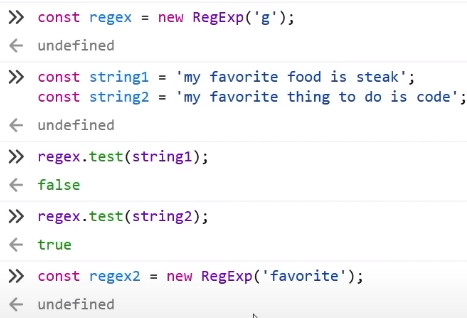 const regex = new RegExp('g');
undefined
const string1 = 'my favorite food is steak';
const string2 = 'my favorite thing to do is code';
undefined
regex.test(string1);
false
regex.test(string2);
true
const regex2 = new RegExp('favorite');
undefined